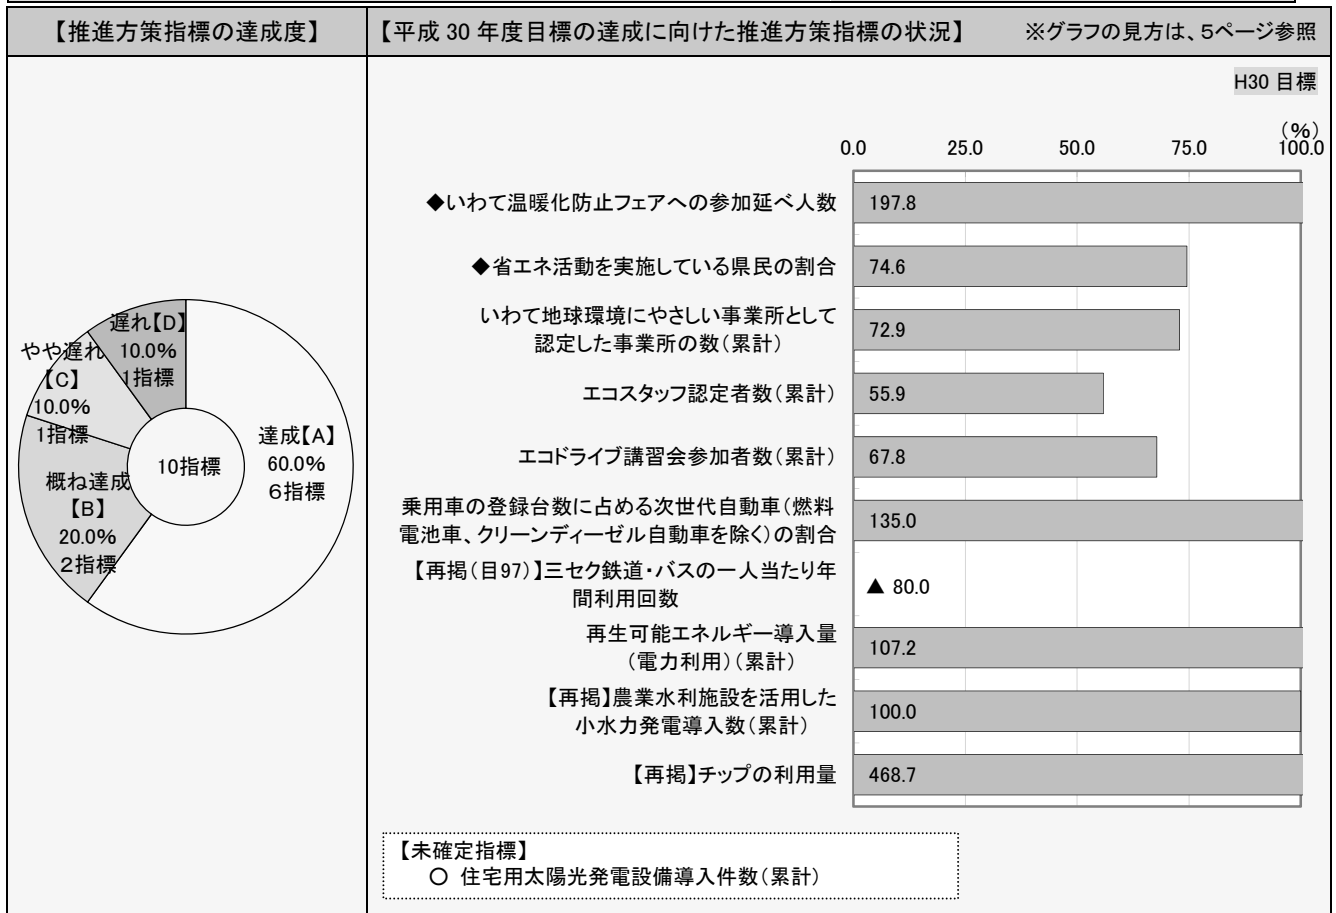 【推進方策指標の達成度】
【平成 30 年度目標の達成に向けた推進方策指標の状況】 ※グラフの見方は、5ページ参照
遅れ【D】
10.0%
1指標
やや遅れ
【C】
10.0%
1指標
概ね達成
【B】
20.0%
2指標
10指標
達成【A】
60.0%
6指標
H30 目標
(%)
0.0 25.0 50.0 75.0 100.0
◆いわて温暖化防止フェアへの参加延べ人数 197.8
◆省エネ活動を実施している県民の割合 74.6
いわて地球環境にやさしい事業所として
認定した事業所の数(累計) 72.9
エコスタッフ認定者数(累計) 55.9
エコドライブ講習会参加者数(累計) 67.8
乗用車の登録台数に占める次世代自動車(燃料
電池車、クリーンディーゼル自動車を除く)の割合 135.0
【再掲(目97)】三セク鉄道・バスの一人当たり年
間利用回数 ▲ 80.0
再生可能エネルギー導入量
(電力利用)(累計) 107.2
【再掲】農業水利施設を活用した
小水力発電導入数(累計) 100.0
【再掲】チップの利用量 468.7
【未確定指標】
○ 住宅用太陽光発電設備導入件数(累計)